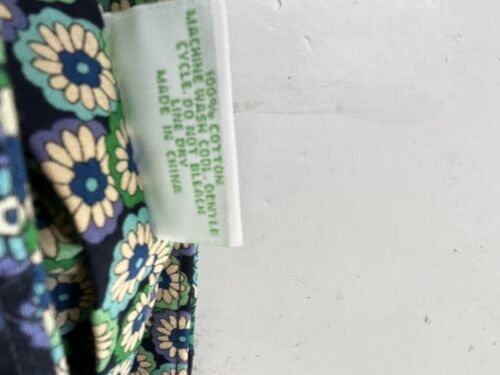 100% COTTON
MACHINE WASH COOL, GENTLE
CYCLE, DO NOT BLEACH
LINE DRY
MADE IN CHINA